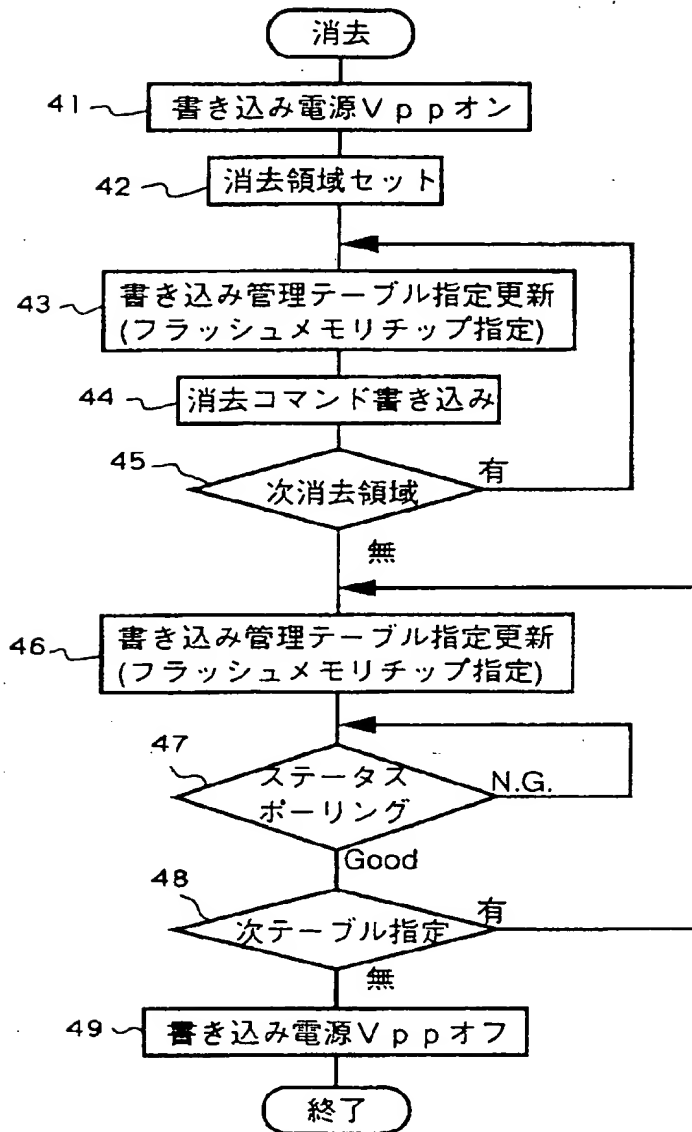 消去
41
書き込み電源Vppオン
42
消去領域セット
43
書き込み管理テーブル指定更新
(フラッシュメモリチップ指定)
44
消去コマンド書き込み
45
次消去領域
有
無
46
書き込み管理テーブル指定更新
(フラッシュメモリチップ指定)
47
ステータス
ポーリング
N.G.
Good
48
次テーブル指定
有
無
49
書き込み電源Vppオフ
終了